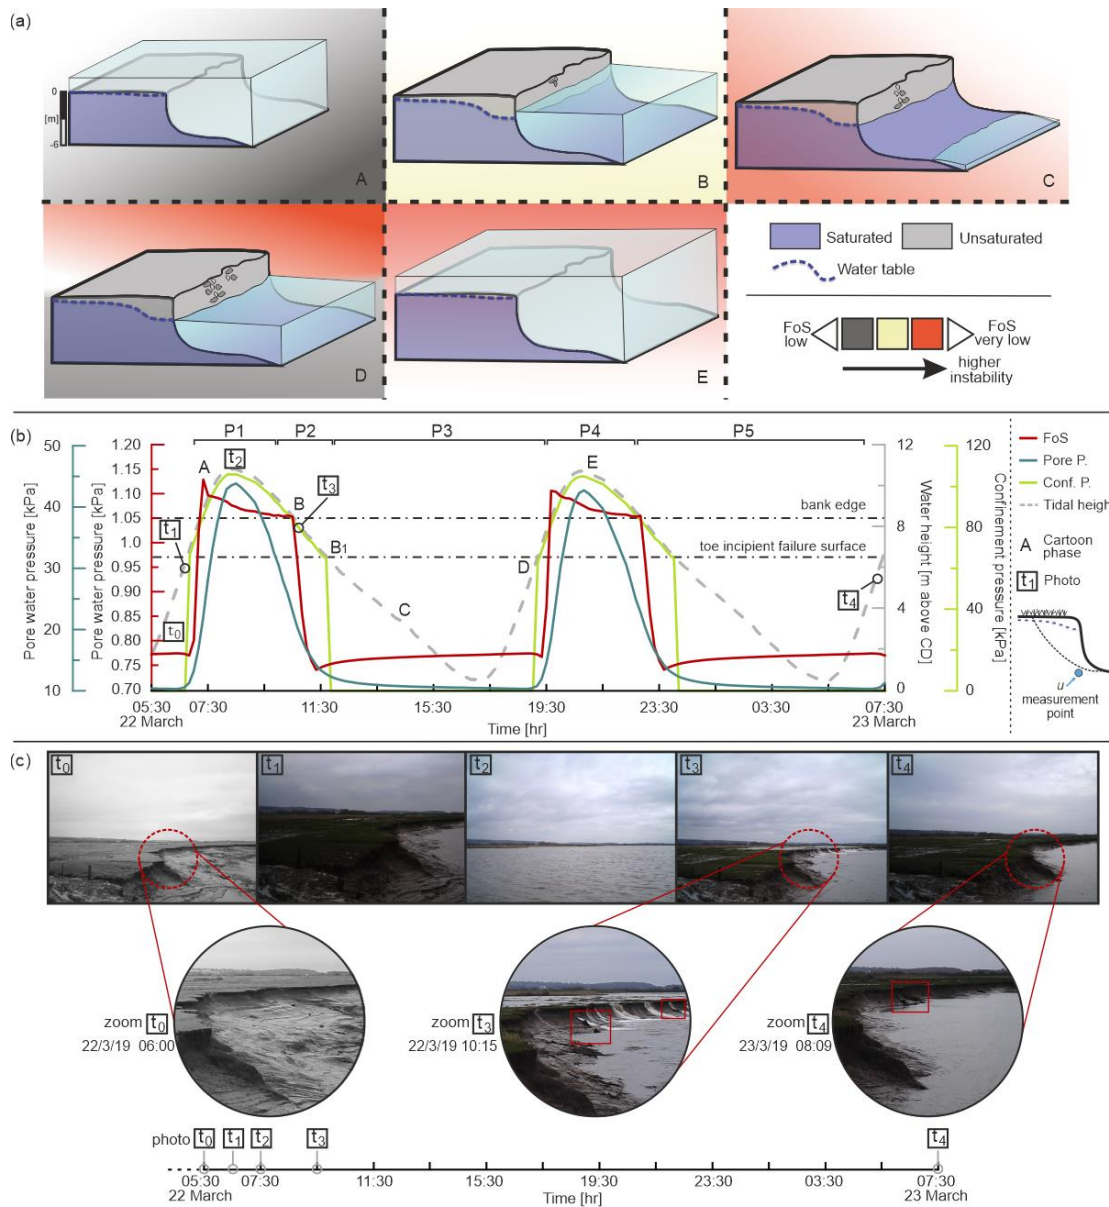 (a)
0
[m]
-6
A
B
C
D
E
Saturated
Unsaturated
Water table
FoS
low
FoS
very low
higher
instability
(b)
P1
P2
P3
P4
P5
50
40
30
20
10
Pore water pressure [kPa]
1.20
1.15
1.10
1.05
1.00
0.95
0.90
0.85
0.80
0.75
0.70
Pore water pressure [kPa]
A
t2
B
t3
t1
B1
t0
C
D
E
t4
bank edge
toe incipient failure surface
12
8
4
0
Water height [m above CD]
120
80
40
0
Confinement pressure [kPa]
05:30
22 March
07:30
11:30
15:30
19:30
23:30
03:30
07:30
23 March
Time [hr]
FoS
Pore P.
Conf. P.
Tidal height
A
Cartoon
phase
t1
Photo
u
measurement
point
(c)
t0
t1
t2
t3
t4
zoom t0
22/3/19 06:00
zoom t3
22/3/19 10:15
zoom t4
23/3/19 08:09
photo t0 t1 t2 t3 t4
05:30
22 March
07:30
11:30
15:30
19:30
23:30
03:30
07:30
23 March
Time [hr]